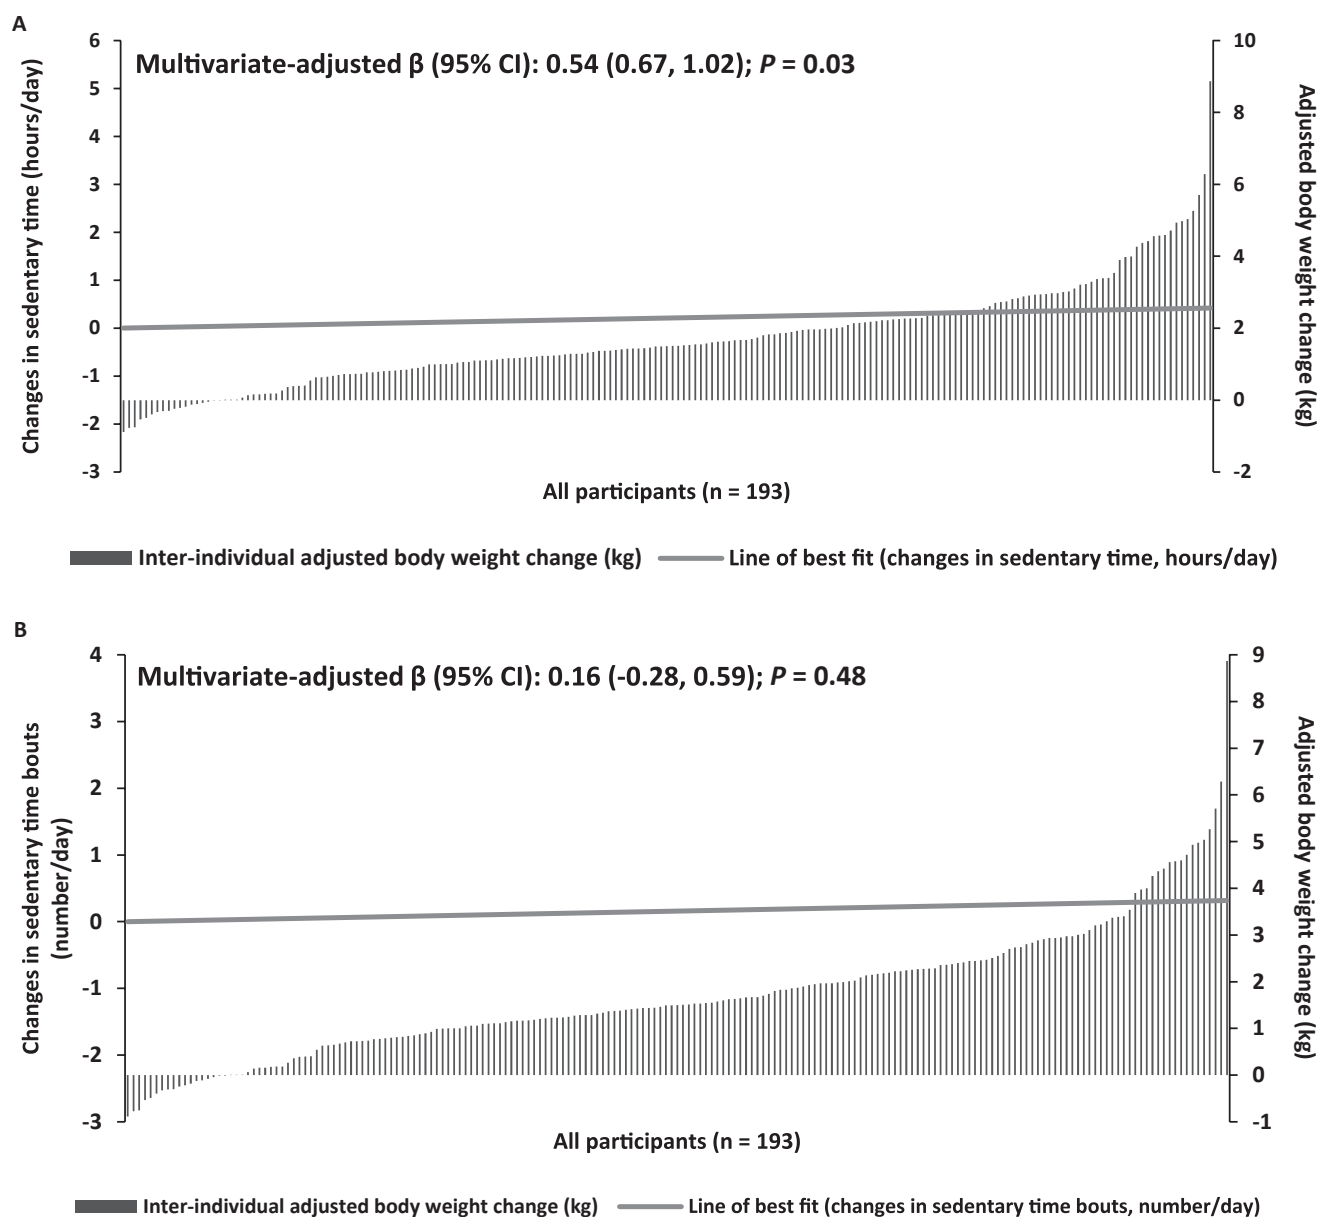 A
Multivariate-adjusted β (95% CI): 0.54 (0.67, 1.02); P = 0.03
Changes in sedentary time (hours/day)
6
5
4
3
2
1
0
-1
-2
-3
10
8
6
4
2
0
-2
Adjusted body weight change (kg)
All participants (n = 193)
Inter-individual adjusted body weight change (kg)
Line of best fit (changes in sedentary time, hours/day)
B
Multivariate-adjusted β (95% CI): 0.16 (-0.28, 0.59); P = 0.48
Changes in sedentary time bouts
(number/day)
4
3
2
1
0
-1
-2
-3
9
8
7
6
5
4
3
2
1
0
-1
Adjusted body weight change (kg)
All participants (n = 193)
Inter-individual adjusted body weight change (kg)
Line of best fit (changes in sedentary time bouts, number/day)